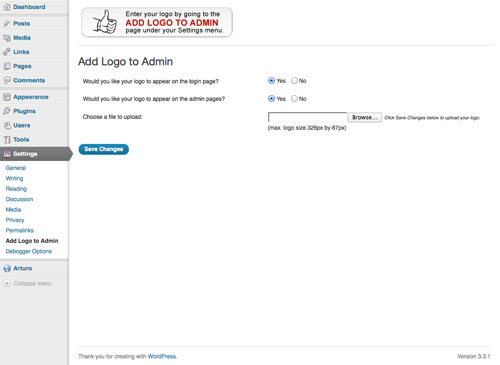 Dashboard
Posts
Media
Links
Pages
Comments
Appearance
Plugins
Users
Tools
Settings
General
Writing
Reading
Discussion
Media
Privacy
Permalinks
Add Logo to Admin
Debogger Options
Arturo
Collapse menu
Enter your logo by going to the
ADD LOGO TO ADMIN
page under your Settings menu.
Add Logo to Admin
Would you like your logo to appear on the login page? Yes No
Would you like your logo to appear on the admin pages? Yes No
Choose a file to upload: Browse... Click Save Changes below to upload your logo.
(max. logo size 326px by 67px)
Save Changes
Thank you for creating with WordPress. Version 3.3.1